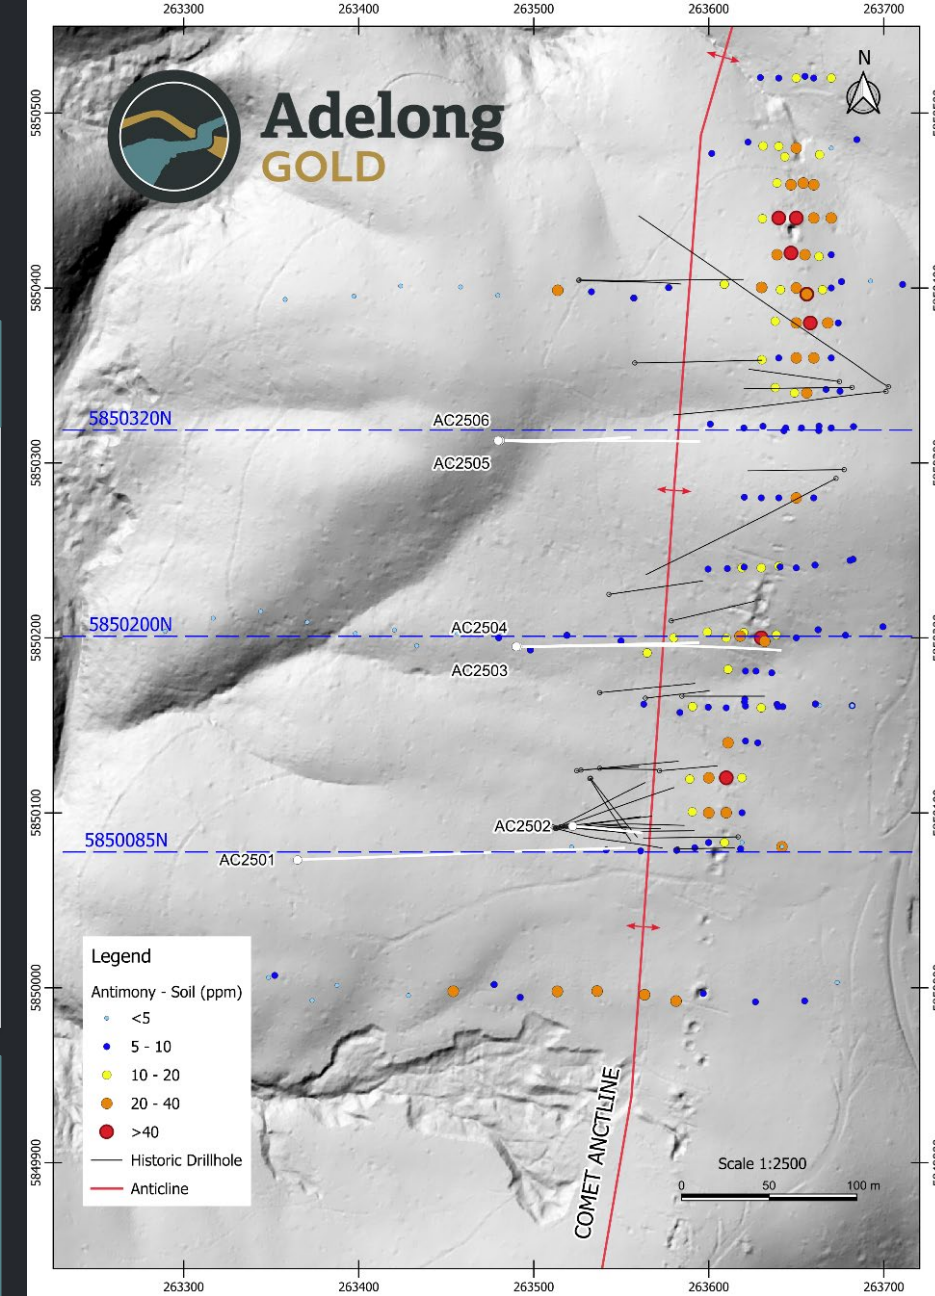 263300 263400 263500 263600 263700
N
Adelong
GOLD
5850500
5850400
5850320N
AC2506
AC2505
5850300
5850200N
AC2504
AC2503
5850200
AC2502
5850100
5850085N
AC2501
Legend
Antimony - Soil (ppm)
<5
5 - 10
10 - 20
20 - 40
>40
Historic Drillhole
Anticline
5850000
COMET ANCTLINE
5849900
Scale 1:2500
0 50 100 m
263300 263400 263500 263600 263700